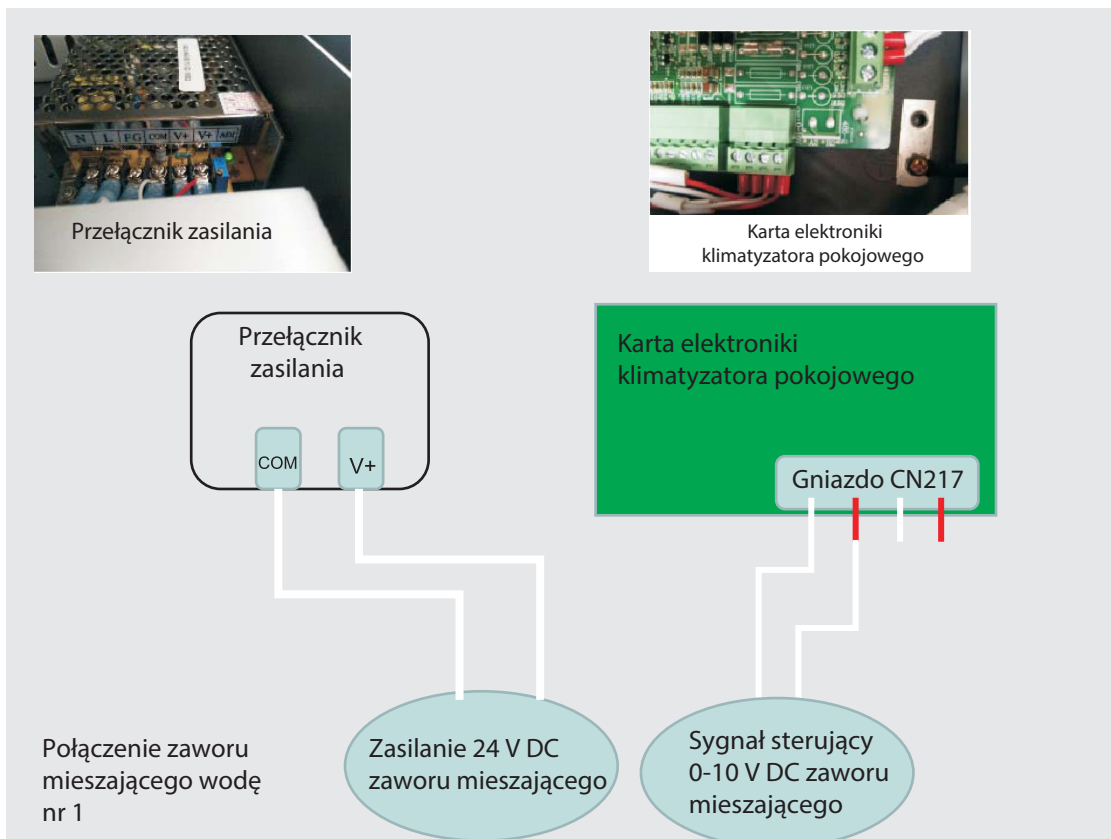 N L FG COM V+ V+ ADJ
Przełącznik zasilania
Karta elektroniki
klimatyzatora pokojowego
Przełącznik
zasilania
COM
V+
Karta elektroniki
klimatyzatora pokojowego
Gniazdo CN217
Połączenie zaworu
mieszającego wodę
nr 1
Zasilanie 24 V DC
zaworu mieszającego
Sygnał sterujący
0-10 V DC zaworu
mieszającego